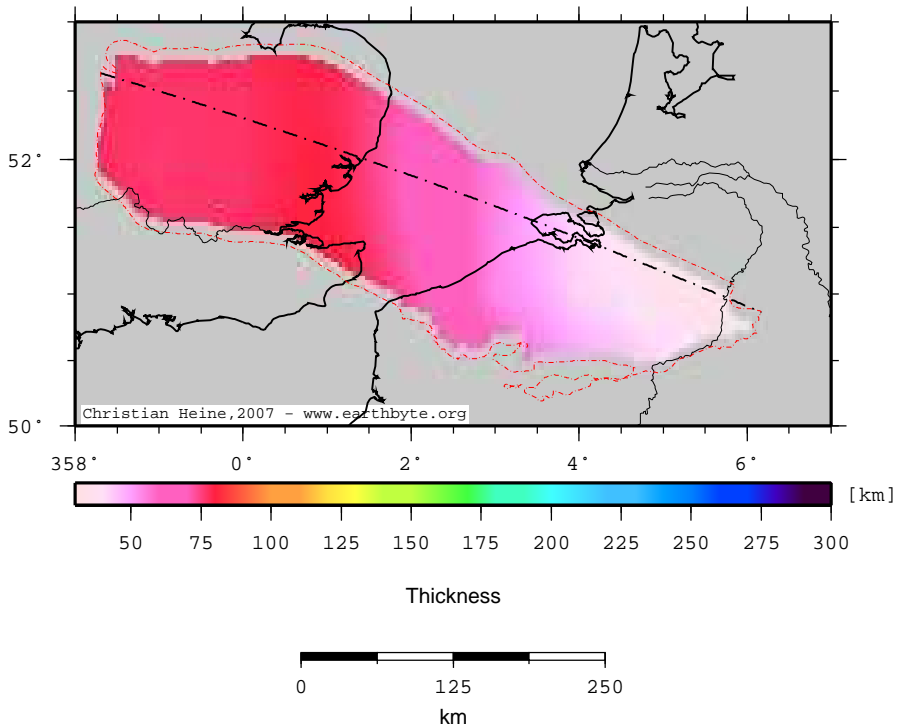 52°
50°
Christian Heine,2007 - www.earthbyte.org
358° 0° 2° 4° 6°
[km]
50 75 100 125 150 175 200 225 250 275 300
Thickness
0 125 250
km